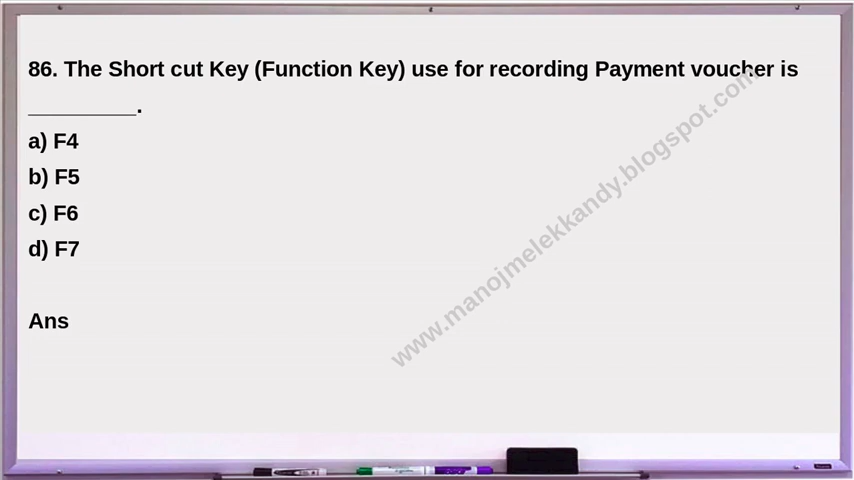 86. The Short cut Key (Function Key) use for recording Payment voucher is
_________.
a) F4
b) F5
c) F6
d) F7
Ans
www.manojmelekkandy.blogspot.com